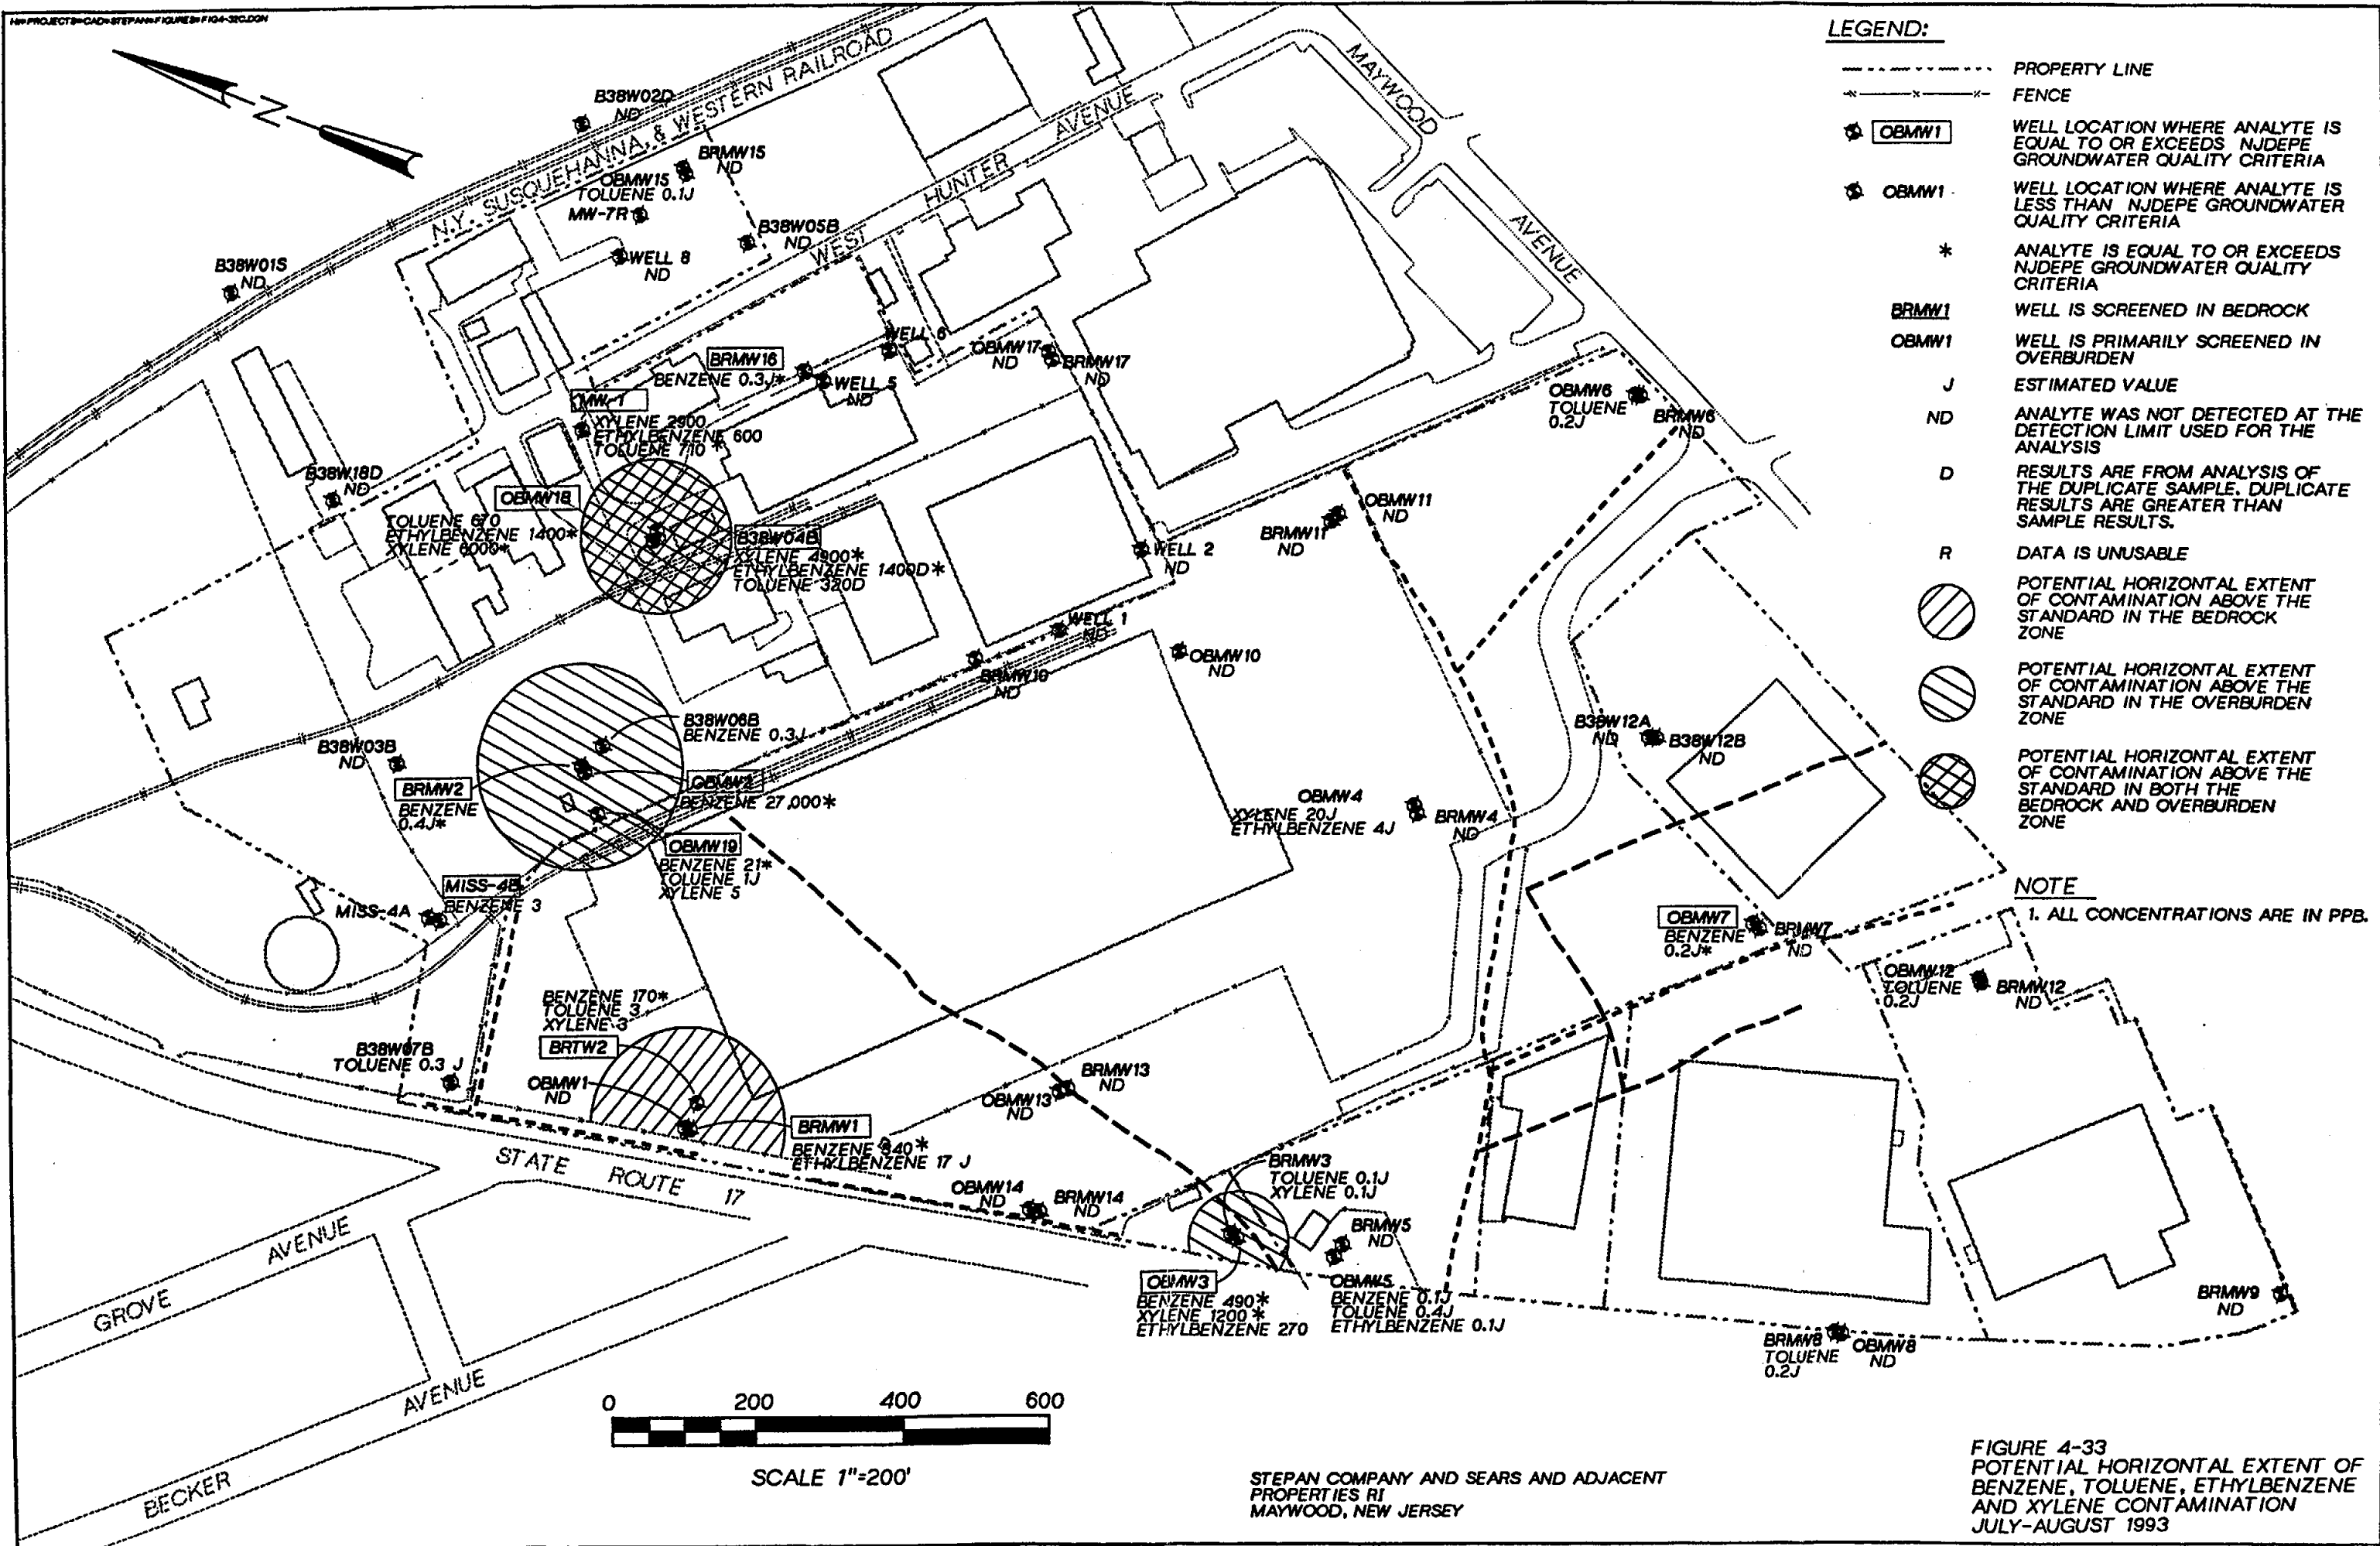 N
N.Y. SUSQUEHANNA & WESTERN RAILROAD
WEST HUNTER AVENUE
MAYWOOD AVENUE
B38W02D
ND
BRMW15
ND
OBMW15
TOLUENE 0.1J
MW-7R
B38W05B
ND
WELL 8
ND
B38W01S
ND
WELL 6
BRMW16
BENZENE 0.3J*
WELL 5
ND
OBMW17
ND
BRMW17
ND
MW-1
XYLENE 2900
ETHYLBENZENE 600
TOLUENE 710 *
OBMW6
TOLUENE
0.2J
BRMW6
ND
B38W18D
ND
OBMW18
TOLUENE 670
ETHYLBENZENE 1400*
XYLENE 6000*
B38W04B
XYLENE 4900*
ETHYLBENZENE 1400D*
TOLUENE 320D
OBMW11
ND
BRMW11
ND
WELL 2
ND
WELL 1
ND
BRMW10
ND
OBMW10
ND
B38W06B
BENZENE 0.3J
B38W03B
ND
BRMW2
BENZENE
0.4J*
OBMW2
BENZENE 27,000*
OBMW19
BENZENE 21*
TOLUENE 1J
XYLENE 5
MISS-4B
BENZENE 3
MISS-4A
B38W12A
ND
B38W12B
ND
OBMW4
XYLENE 20J
ETHYLBENZENE 4J
BRMW4
ND
OBMW7
BENZENE
0.2J*
BRMW7
ND
OBMW12
TOLUENE
0.2J
BRMW12
ND
BENZENE 170*
TOLUENE 3
XYLENE 3
BRTW2
B38W07B
TOLUENE 0.3 J
OBMW1
ND
BRMW1
BENZENE 840*
ETHYLBENZENE 17 J
BRMW13
ND
OBMW13
ND
OBMW14
ND
BRMW14
ND
BRMW3
TOLUENE 0.1J
XYLENE 0.1J
BRMW5
ND
OBMW3
BENZENE 490*
XYLENE 1200*
ETHYLBENZENE 270
OBMW5
BENZENE 0.1J
TOLUENE 0.4J
ETHYLBENZENE 0.1J
BRMW8
TOLUENE
0.2J
OBMW8
ND
BRMW9
ND
STATE ROUTE 17
GROVE AVENUE
BECKER AVENUE
0 200 400 600
SCALE 1"=200'
STEPAN COMPANY AND SEARS AND ADJACENT
PROPERTIES RI
MAYWOOD, NEW JERSEY
LEGEND:
PROPERTY LINE
FENCE
OBMW1 WELL LOCATION WHERE ANALYTE IS
EQUAL TO OR EXCEEDS NJDEPE
GROUNDWATER QUALITY CRITERIA
OBMW1 WELL LOCATION WHERE ANALYTE IS
LESS THAN NJDEPE GROUNDWATER
QUALITY CRITERIA
* ANALYTE IS EQUAL TO OR EXCEEDS
NJDEPE GROUNDWATER QUALITY
CRITERIA
BRMW1 WELL IS SCREENED IN BEDROCK
OBMW1 WELL IS PRIMARILY SCREENED IN
OVERBURDEN
J ESTIMATED VALUE
ND ANALYTE WAS NOT DETECTED AT THE
DETECTION LIMIT USED FOR THE
ANALYSIS
D RESULTS ARE FROM ANALYSIS OF
THE DUPLICATE SAMPLE. DUPLICATE
RESULTS ARE GREATER THAN
SAMPLE RESULTS.
R DATA IS UNUSABLE
POTENTIAL HORIZONTAL EXTENT
OF CONTAMINATION ABOVE THE
STANDARD IN THE BEDROCK
ZONE
POTENTIAL HORIZONTAL EXTENT
OF CONTAMINATION ABOVE THE
STANDARD IN THE OVERBURDEN
ZONE
POTENTIAL HORIZONTAL EXTENT
OF CONTAMINATION ABOVE THE
STANDARD IN BOTH THE
BEDROCK AND OVERBURDEN
ZONE
NOTE
1. ALL CONCENTRATIONS ARE IN PPB.
FIGURE 4-33
POTENTIAL HORIZONTAL EXTENT OF
BENZENE, TOLUENE, ETHYLBENZENE
AND XYLENE CONTAMINATION
JULY-AUGUST 1993